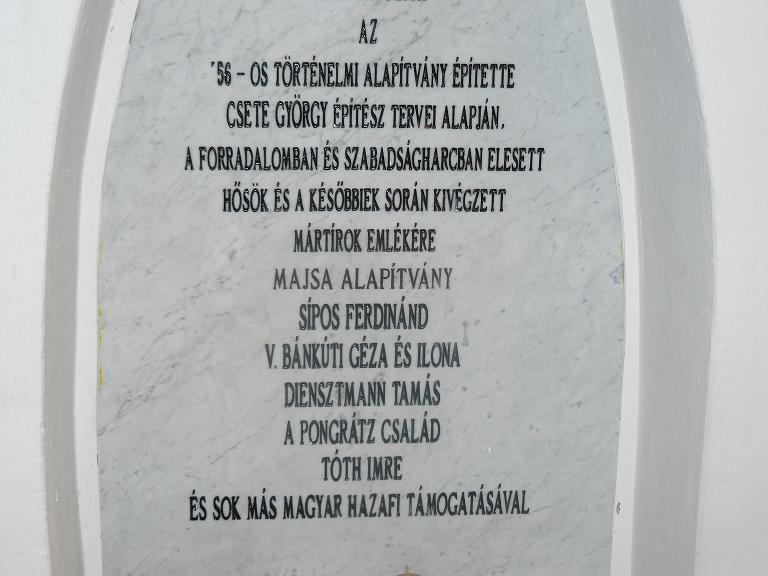 AZ
'56 - OS TÖRTÉNELMI ALAPÍTVÁNY ÉPÍTETTE
CSETE GYÖRGY ÉPÍTÉSZ TERVEI ALAPJÁN,
A FORRADALOMBAN ÉS SZABADSÁGHARCBAN ELESETT
HŐSÖK ÉS A KÉSŐBBIEK SORÁN KIVÉGZETT
MÁRTÍROK EMLÉKÉRE
MAJSA ALAPÍTVÁNY
SÍPOS FERDINÁND
V. BÁNKÚTI GÉZA ÉS ILONA
DIENSZTMANN TAMÁS
A PONGRÁTZ CSALÁD
TÓTH IMRE
ÉS SOK MÁS MAGYAR HAZAFI TÁMOGATÁSÁVAL